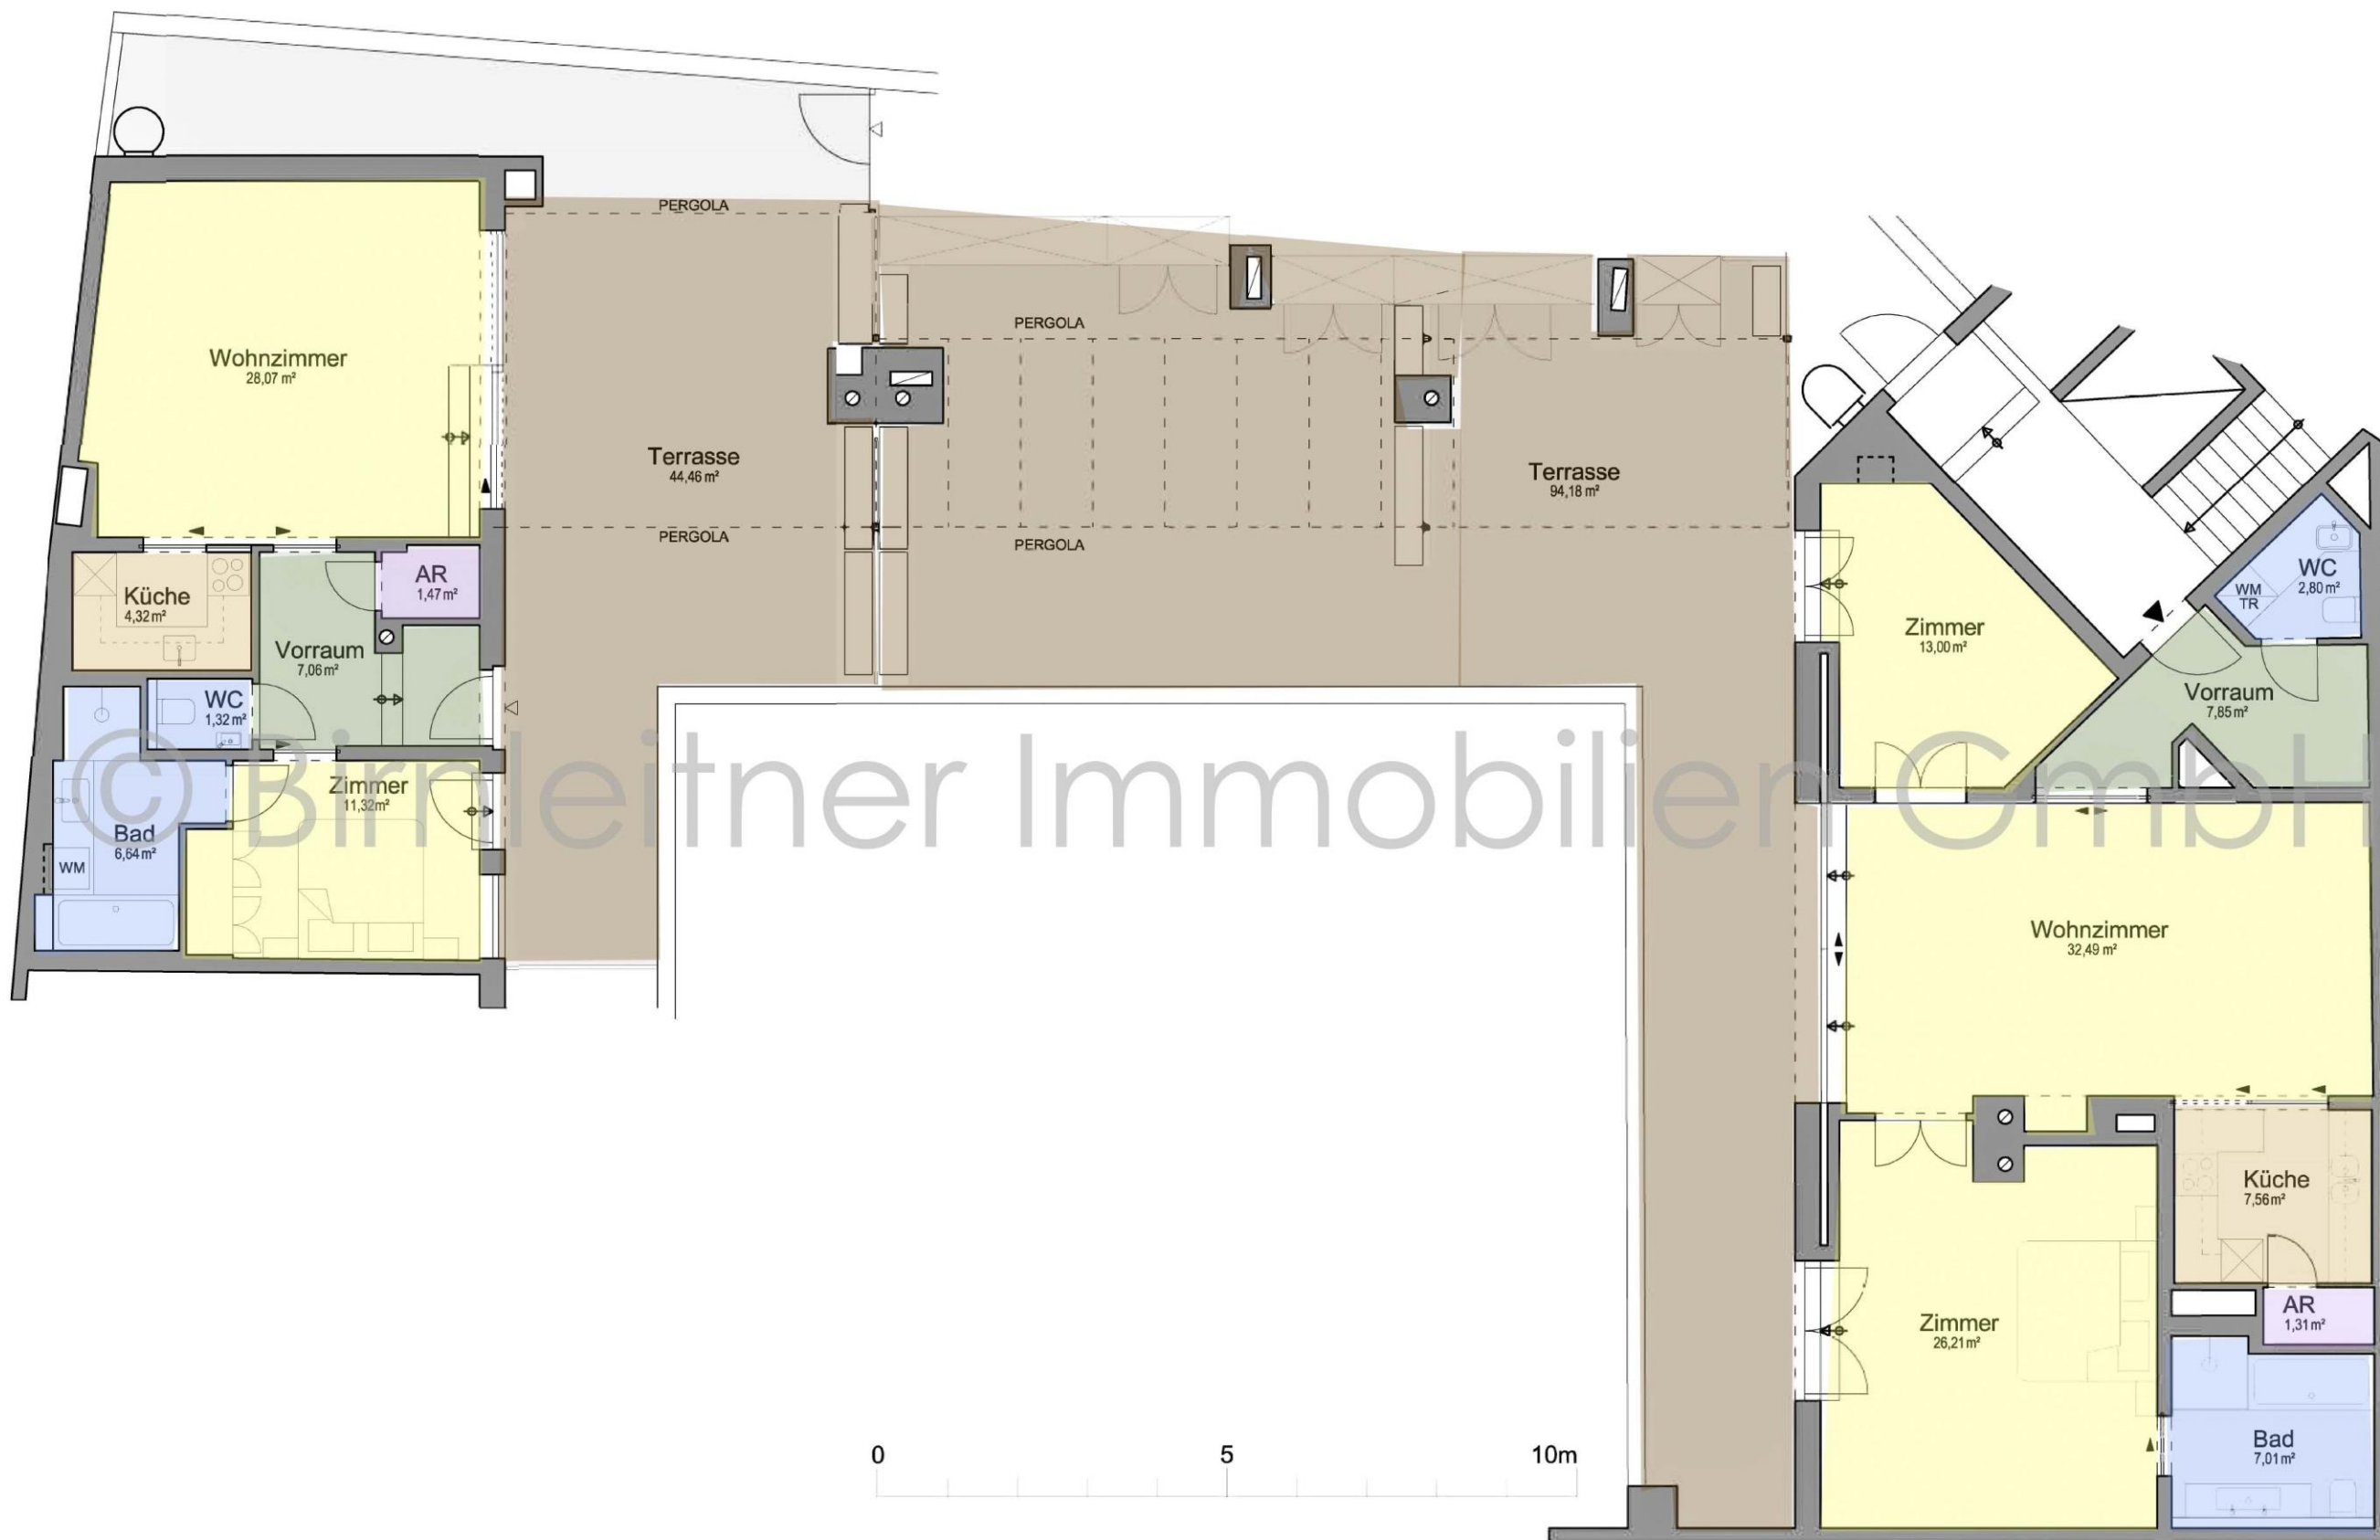 PERGOLA
PERGOLA
Wohnzimmer
28,07 m²
Terrasse
44,46 m²
Terrasse
94,18 m²
PERGOLA
PERGOLA
Küche
4,32 m²
AR
1,47 m²
Vorraum
7,06 m²
WC
1,32 m²
Zimmer
11,32 m²
Bad
6,64 m²
WM
Zimmer
13,00 m²
WC
2,80 m²
WM
TR
Vorraum
7,85 m²
© Birnleitner Immobilien GmbH
Wohnzimmer
32,49 m²
Küche
7,56 m²
AR
1,31 m²
Zimmer
26,21 m²
Bad
7,01 m²
0 5 10m